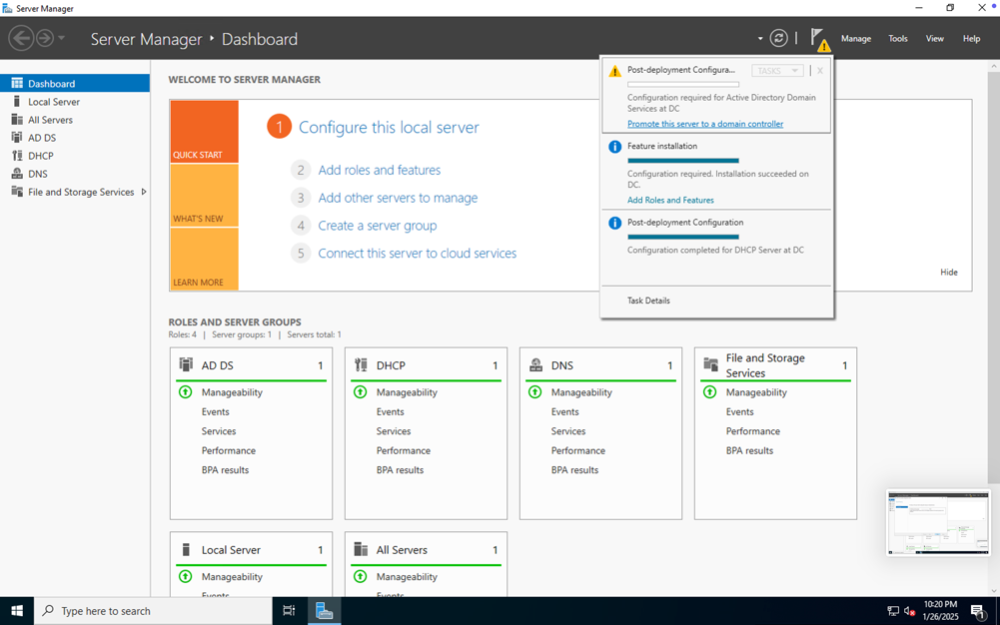 Server Manager
Server Manager • Dashboard
Manage
Tools
View
Help
Dashboard
Local Server
All Servers
AD DS
DHCP
DNS
File and Storage Services
WELCOME TO SERVER MANAGER
QUICK START
WHAT'S NEW
LEARN MORE
1 Configure this local server
2 Add roles and features
3 Add other servers to manage
4 Create a server group
5 Connect this server to cloud services
Hide
Post-deployment Configura...
TASKS
X
Configuration required for Active Directory Domain
Services at DC
Promote this server to a domain controller
Feature installation
Configuration required. Installation succeeded on
DC.
Add Roles and Features
Post-deployment Configuration
Configuration completed for DHCP Server at DC
Task Details
ROLES AND SERVER GROUPS
Roles: 4 | Server groups: 1 | Servers total: 1
AD DS 1
Manageability
Events
Services
Performance
BPA results
DHCP 1
Manageability
Events
Services
Performance
BPA results
DNS 1
Manageability
Events
Services
Performance
BPA results
File and Storage
Services 1
Manageability
Events
Performance
BPA results
Local Server 1
Manageability
Events
All Servers 1
Manageability
Events
Type here to search
10:20 PM
1/26/2025
1